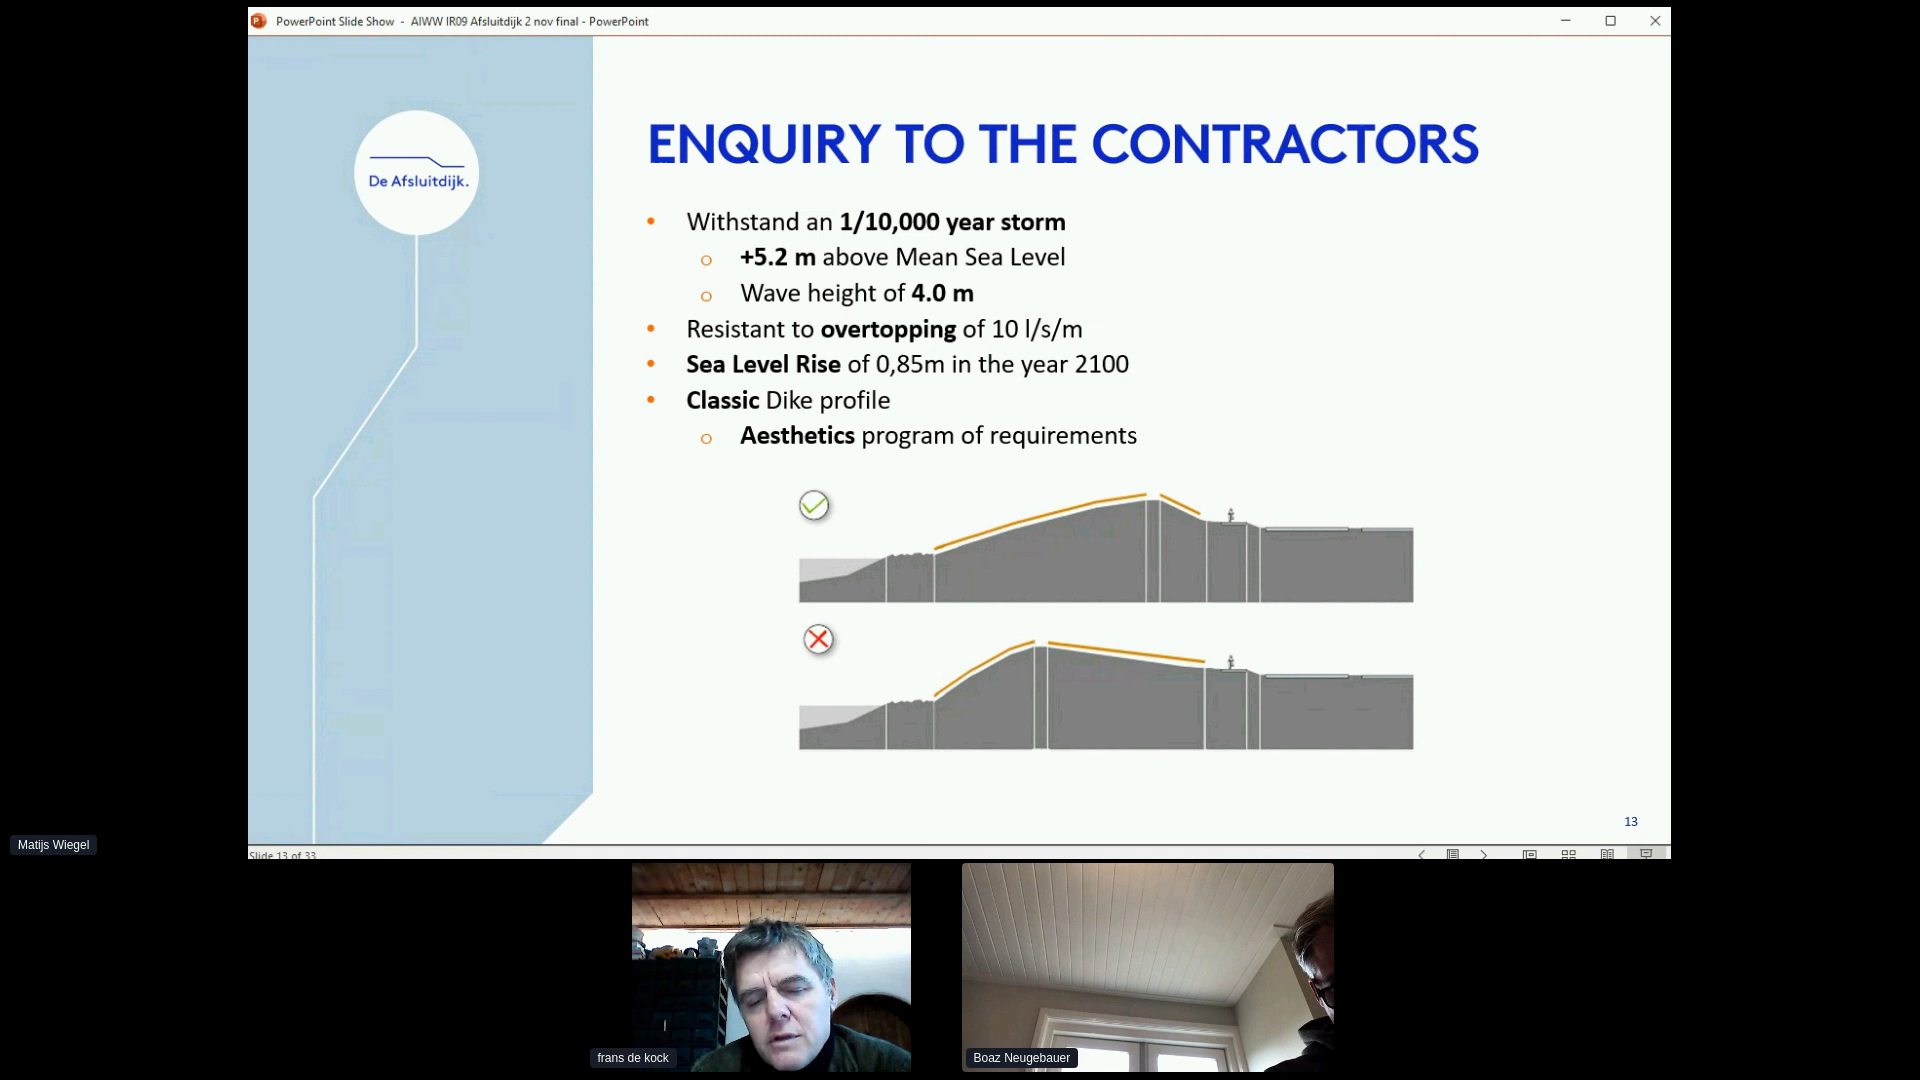 PowerPoint Slide Show - AIWW IR09 Afsluitdijk 2 nov final - PowerPoint
De Afsluitdijk.
ENQUIRY TO THE CONTRACTORS
• Withstand an 1/10,000 year storm
o +5.2 m above Mean Sea Level
o Wave height of 4.0 m
• Resistant to overtopping of 10 l/s/m
• Sea Level Rise of 0,85m in the year 2100
• Classic Dike profile
o Aesthetics program of requirements
13
Slide 13 of 33
Matijs Wiegel
frans de kock
Boaz Neugebauer